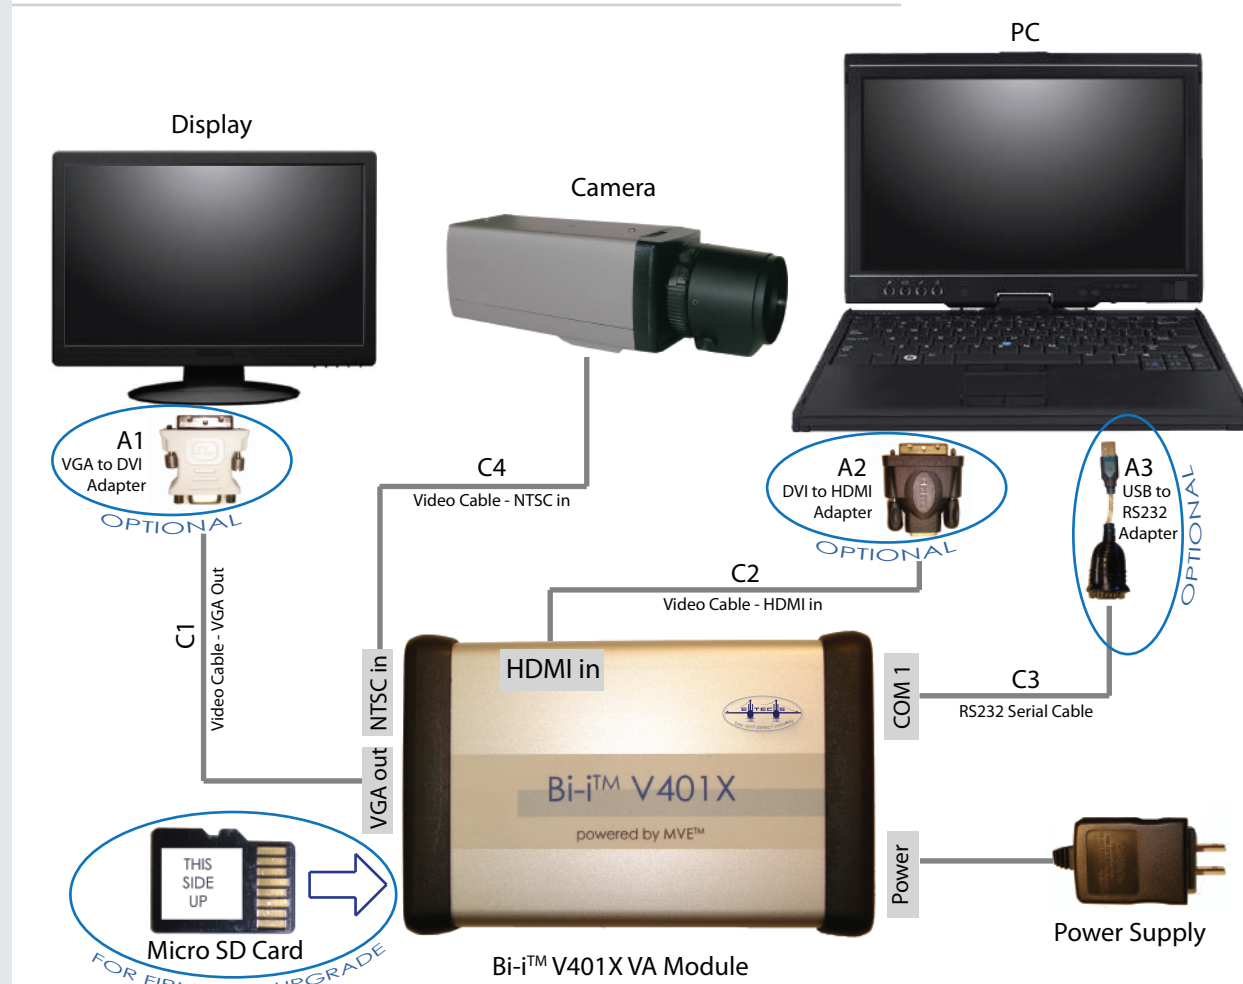 PC
Display
Camera
A1
VGA to DVI
Adapter
OPTIONAL
C4
Video Cable - NTSC in
A2
DVI to HDMI
Adapter
OPTIONAL
A3
USB to
RS232
Adapter
OPTIONAL
C2
Video Cable - HDMI in
C1
Video Cable - VGA Out
NTSC in
HDMI in
COM 1
C3
RS232 Serial Cable
VGA out
Bi-i™ V401X
powered by MVE™
Power
THIS
SIDE
UP
Micro SD Card
FOR UPGRADE
Power Supply
Bi-i™ V401X VA Module